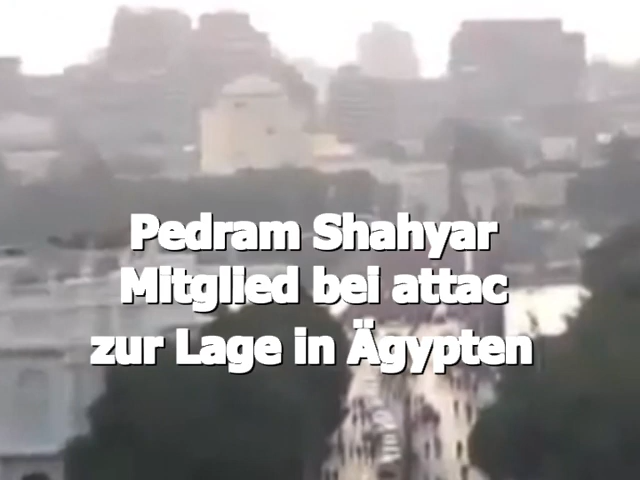 Pedram Shahyar
Mitglied bei attac
zur Lage in Ägypten